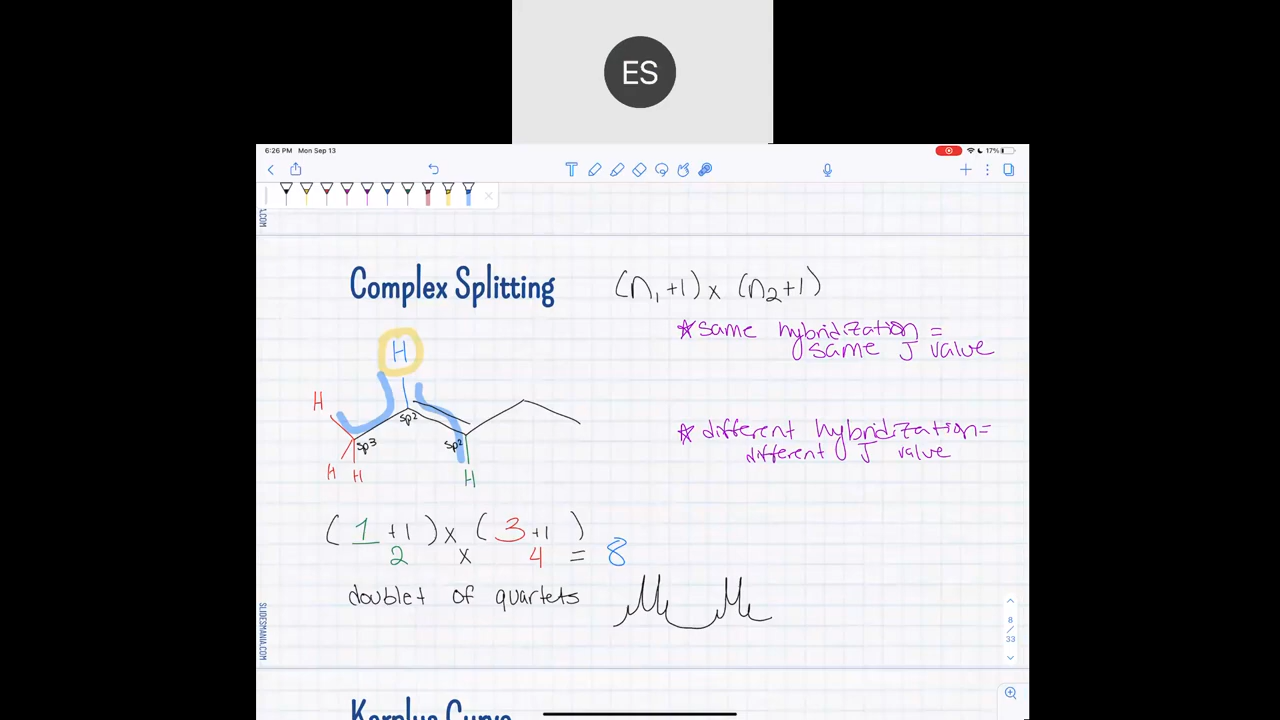 ES
6:26 PM Mon Sep 13
17%
Complex Splitting
(n₁+1) x (n₂+1)
*same hybridization =
same J value
H
H
sp2
sp3
sp2
H H
H
*different hybridization=
different J value
(1+1) x (3+1)
2 x 4 = 8
doublet of quartets
8
/
33
SLIDESMANIA.COM
Karplus Curve